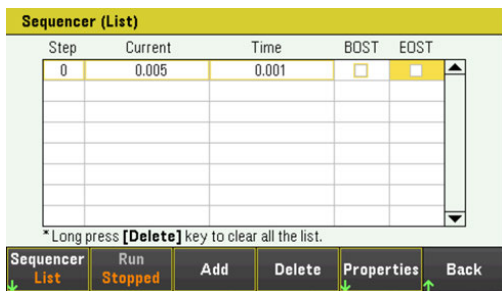 Sequencer (List)
Step Current Time BOST EOST
0 0.005 0.001
*Long press [Delete] key to clear all the list.
Sequencer Run Add Delete Properties Back
List Stopped